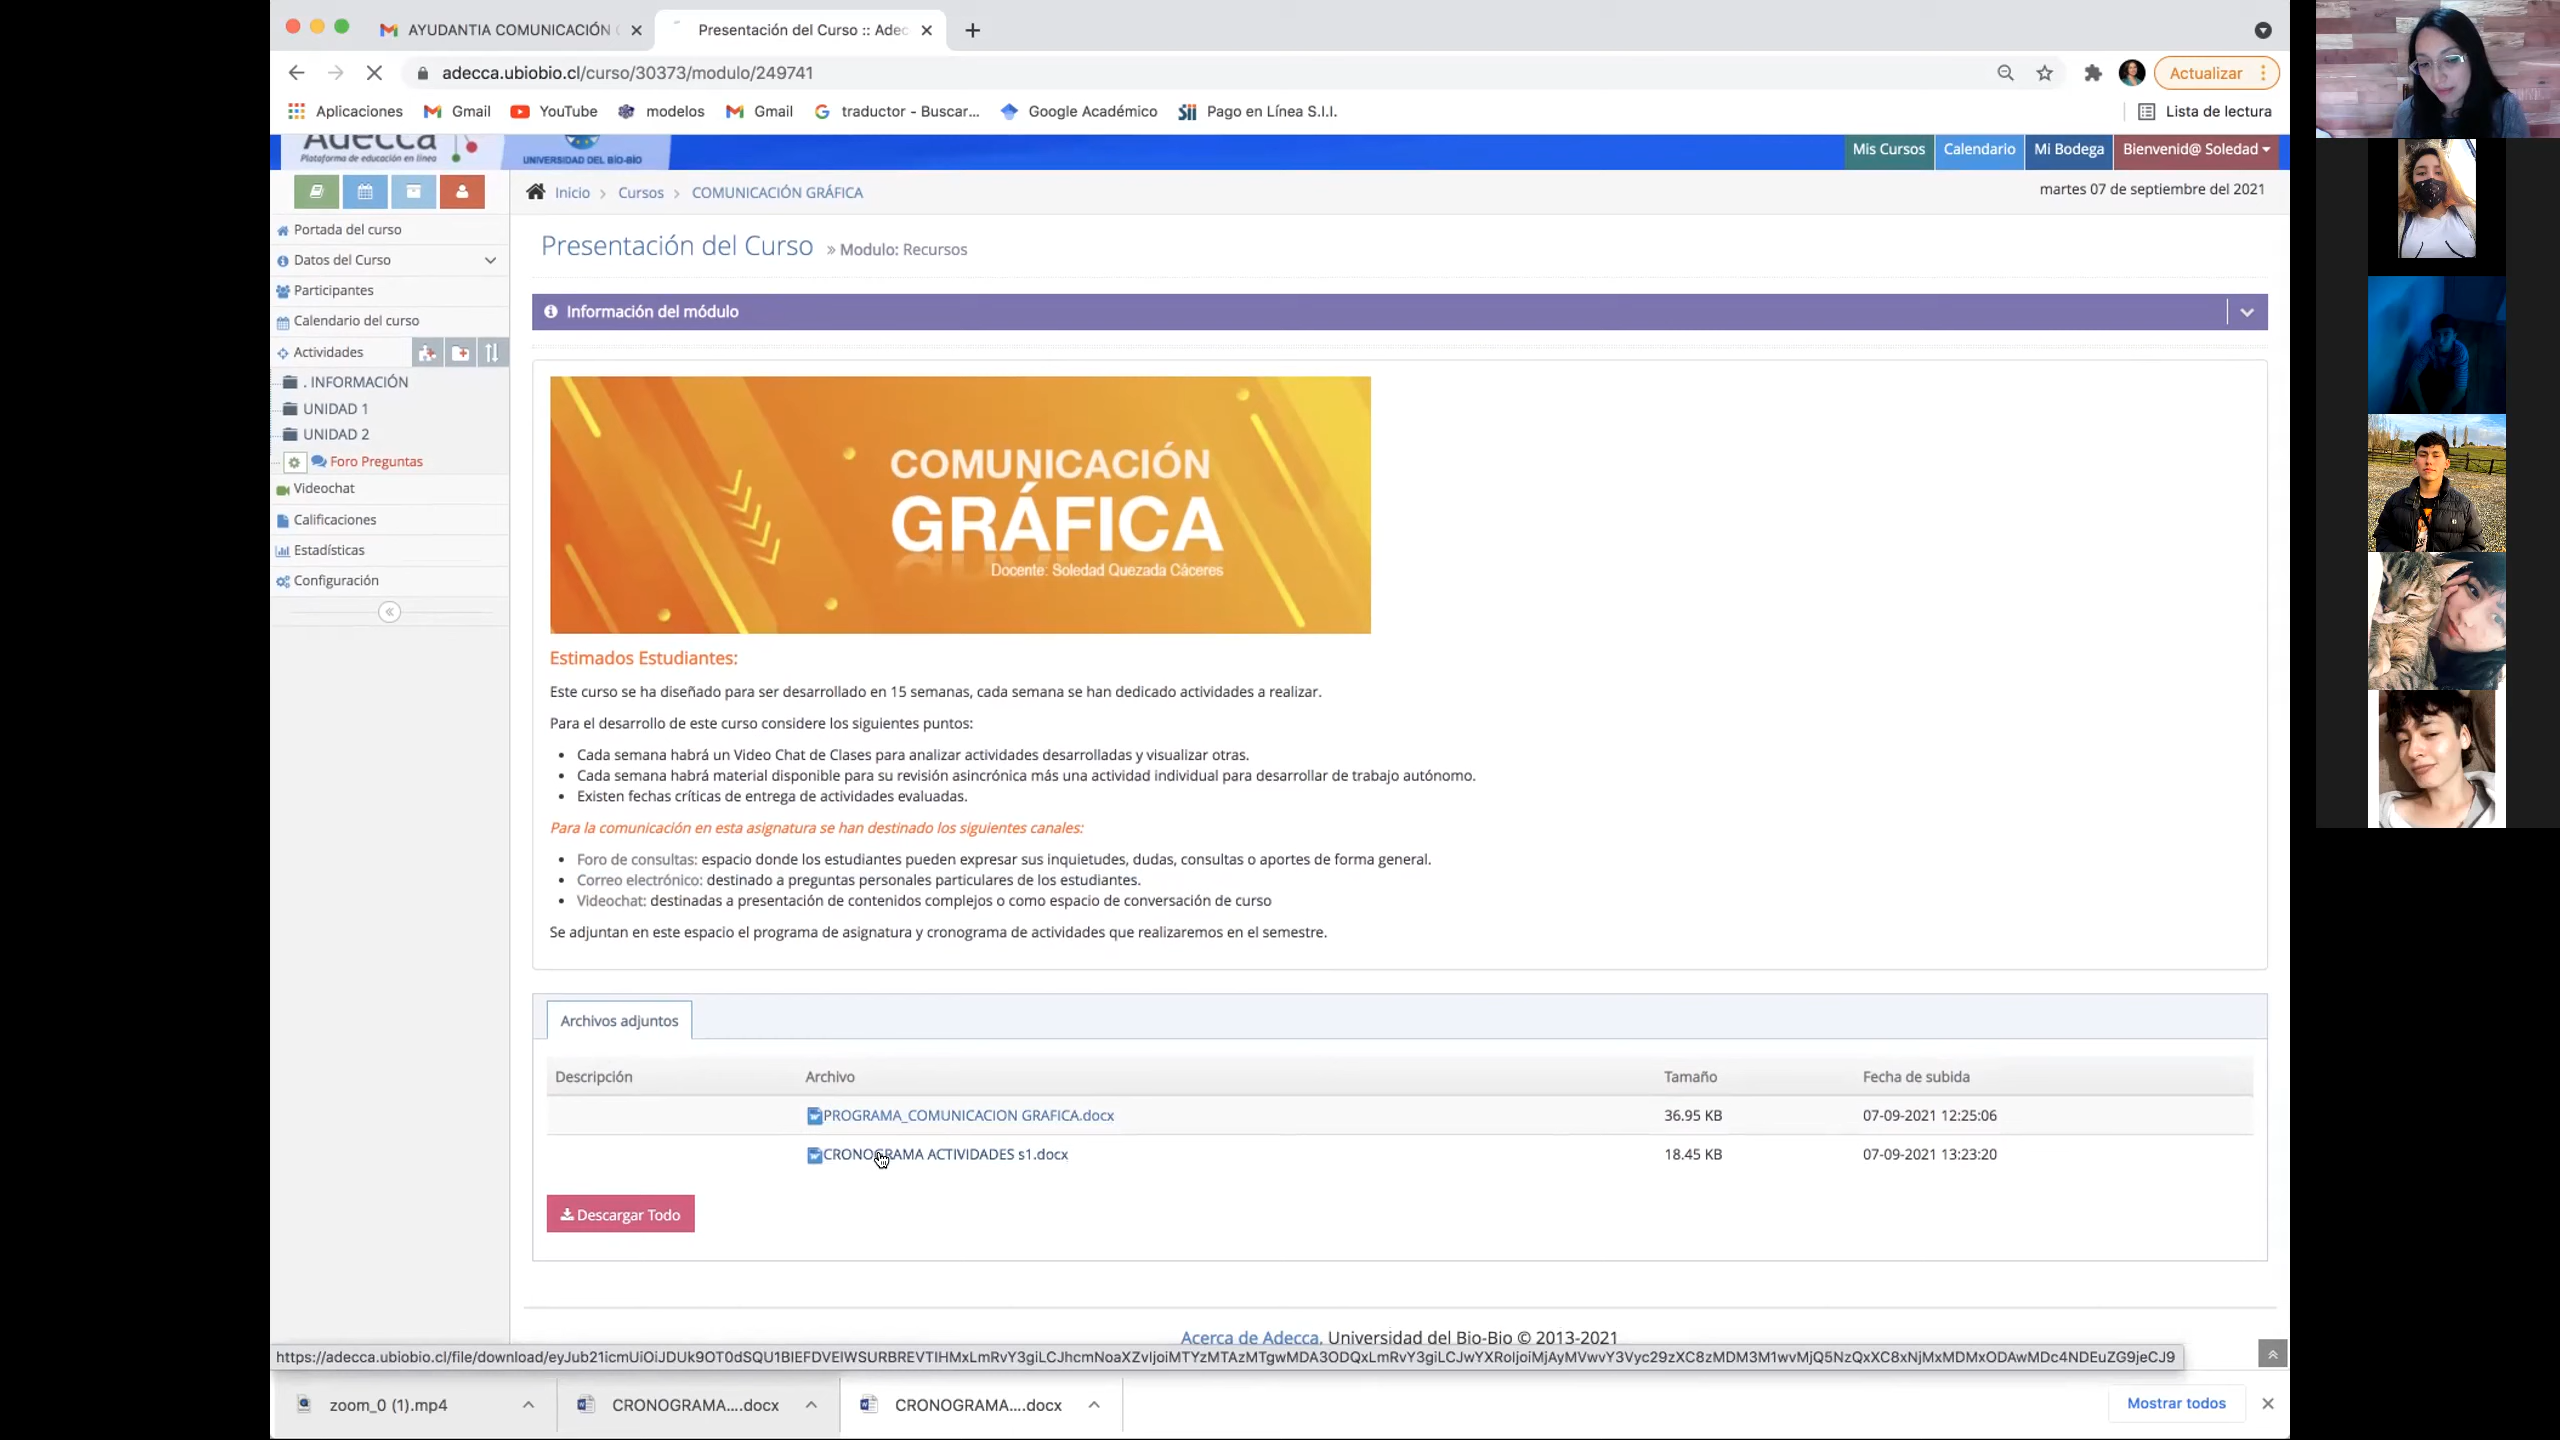 AYUDANTIA COMUNICACIÓN
Presentación del Curso :: Adec
adecca.ubiobio.cl/curso/30373/modulo/249741
Actualizar
Aplicaciones
Gmail
YouTube
modelos
Gmail
traductor - Buscar...
Google Académico
Pago en Línea S.I.I.
Lista de lectura
Adecca
Plataforma de educación en línea
UNIVERSIDAD DEL BÍO-BÍO
Mis Cursos
Calendario
Mi Bodega
Bienvenid@ Soledad
Inicio
Cursos
COMUNICACIÓN GRÁFICA
martes 07 de septiembre del 2021
Portada del curso
Datos del Curso
Participantes
Calendario del curso
Actividades
. INFORMACIÓN
UNIDAD 1
UNIDAD 2
Foro Preguntas
Videochat
Calificaciones
Estadísticas
Configuración
Presentación del Curso » Modulo: Recursos
Información del módulo
COMUNICACIÓN
GRÁFICA
Docente: Soledad Quezada Cáceres
Estimados Estudiantes:
Este curso se ha diseñado para ser desarrollado en 15 semanas, cada semana se han dedicado actividades a realizar.
Para el desarrollo de este curso considere los siguientes puntos:
• Cada semana habrá un Video Chat de Clases para analizar actividades desarrolladas y visualizar otras.
• Cada semana habrá material disponible para su revisión asincrónica más una actividad individual para desarrollar de trabajo autónomo.
• Existen fechas críticas de entrega de actividades evaluadas.
Para la comunicación en esta asignatura se han destinado los siguientes canales:
• Foro de consultas: espacio donde los estudiantes pueden expresar sus inquietudes, dudas, consultas o aportes de forma general.
• Correo electrónico: destinado a preguntas personales particulares de los estudiantes.
• Videochat: destinadas a presentación de contenidos complejos o como espacio de conversación de curso
Se adjuntan en este espacio el programa de asignatura y cronograma de actividades que realizaremos en el semestre.
Archivos adjuntos
Descripción Archivo Tamaño Fecha de subida
PROGRAMA_COMUNICACION GRAFICA.docx 36.95 KB 07-09-2021 12:25:06
CRONOGRAMA ACTIVIDADES s1.docx 18.45 KB 07-09-2021 13:23:20
Descargar Todo
Acerca de Adecca. Universidad del Bio-Bio © 2013-2021
zoom_0 (1).mp4
CRONOGRAMA....docx
CRONOGRAMA....docx
Mostrar todos